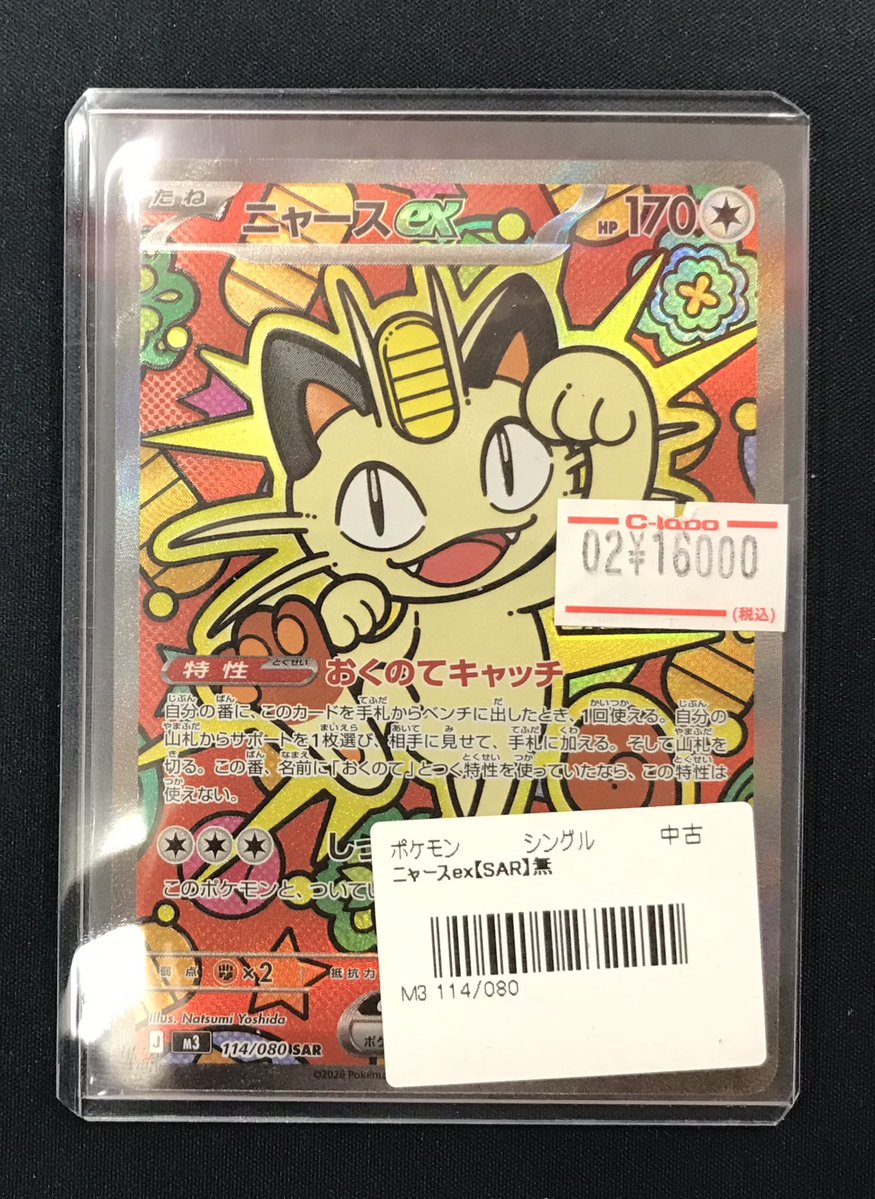 たね
ニャースex
HP 170
C-labo
02¥16000
(税込)
特性 とくせい おくのてキャッチ
自分の番に、このカードを手札からベンチに出したとき、1回使える。自分の
山札からサポートを1枚選び、相手に見せて、手札に加える。そして山札を
切る。この番、名前に「おくのて」とつく特性を使っていたなら、この特性は
使えない。
このポケモンと、ついてい
弱点 ×2 抵抗力
Illus. Natsumi Yoshida
J M3 114/080 SAR
©2026 Pokém
ポケモン シングル 中古
ニャースex【SAR】無
M3 114/080